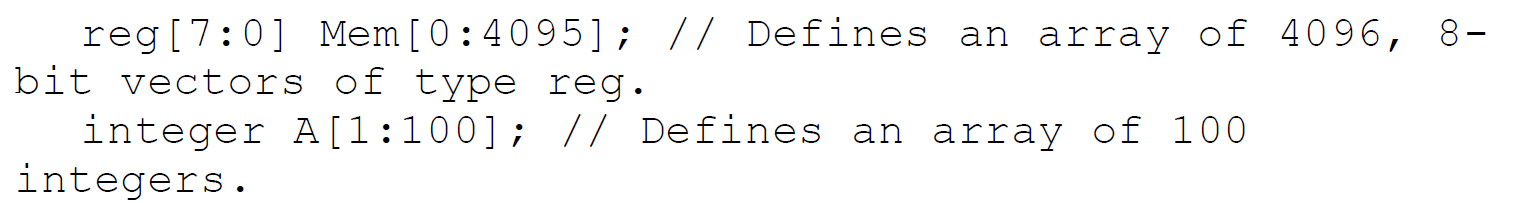 reg[7:0] Mem[0:4095]; // Defines an array of 4096, 8-
bit vectors of type reg.
integer A[1:100]; // Defines an array of 100
integers.